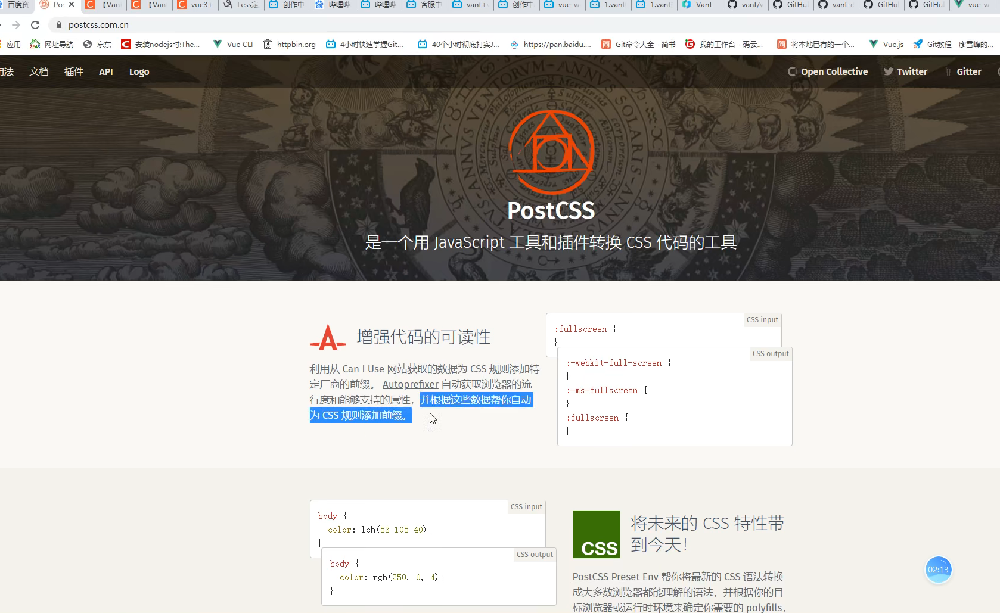 百度资
Po
【Van
【Van
vue3+
Less定
创作中
哔哩哔
哔哩哔
客服中
vant+v
创作中
vue-va
1.vant
1.vant
Vant -
vant/v
GitHub
vant-c
GitHub
GitHub
vue-va
postcss.com.cn
应用
网址导航
京东
安装nodejs时:The...
Vue CLI
httpbin.org
4小时快速掌握Git...
40个小时彻底打实J...
https://pan.baidu....
Git命令大全 - 简书
我的工作台 - 码云...
将本地已有的一个...
Vue.js
Git教程 - 廖雪峰的...
用法
文档
插件
API
Logo
Open Collective
Twitter
Gitter
PostCSS
是一个用 JavaScript 工具和插件转换 CSS 代码的工具
增强代码的可读性
利用从 Can I Use 网站获取的数据为 CSS 规则添加特
定厂商的前缀。 Autoprefixer 自动获取浏览器的流
行度和能够支持的属性，并根据这些数据帮你自动
为 CSS 规则添加前缀。
CSS input
:fullscreen {
}
CSS output
:-webkit-full-screen {
}
:-ms-fullscreen {
}
:fullscreen {
}
CSS input
body {
color: lch(53 105 40);
}
CSS output
body {
color: rgb(250, 0, 4);
}
CSS
将未来的 CSS 特性带
到今天！
PostCSS Preset Env 帮你将最新的 CSS 语法转换
成大多数浏览器都能理解的语法，并根据你的目
标浏览器或运行时环境来确定你需要的 polyfills，
02:13